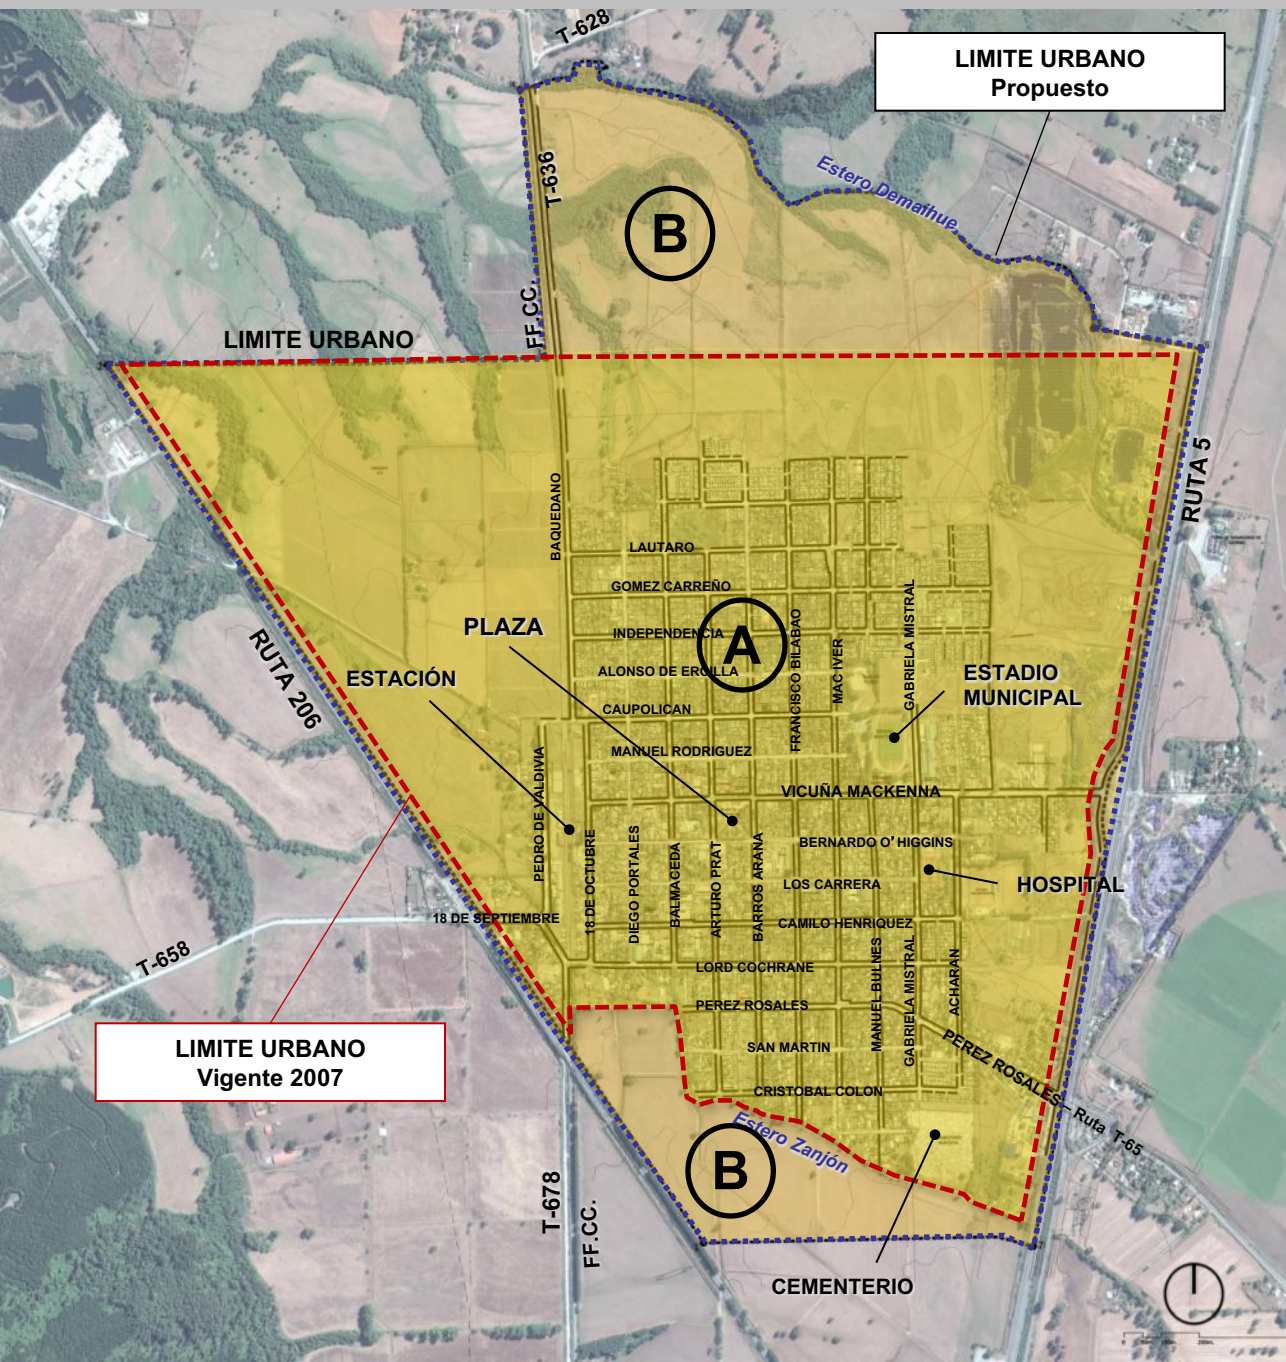 T-628
LIMITE URBANO
Propuesto
T-636
Estero Demaihue
B
FF.CC.
LIMITE URBANO
RUTA 5
BAQUEDANO
LAUTARO
GOMEZ CARREÑO
INDEPENDENCIA
A
ALONSO DE ERCILLA
FRANCISCO BILABAO
MAC IVER
GABRIELA MISTRAL
PLAZA
RUTA 206
ESTACIÓN
ESTADIO
MUNICIPAL
CAUPOLICAN
MANUEL RODRIGUEZ
VICUÑA MACKENNA
PEDRO DE VALDIVIA
18 DE OCTUBRE
DIEGO PORTALES
BALMACEDA
ARTURO PRAT
BARROS ARANA
BERNARDO O' HIGGINS
LOS CARRERA
HOSPITAL
18 DE SEPTIEMBRE
CAMILO HENRIQUEZ
T-658
LORD COCHRANE
MANUEL BULNES
GABRIELA MISTRAL
ACHARAN
PEREZ ROSALES
LIMITE URBANO
Vigente 2007
SAN MARTIN
PEREZ ROSALES – Ruta T-65
CRISTOBAL COLON
Estero Zanjón
B
T-678
FF.CC.
CEMENTERIO